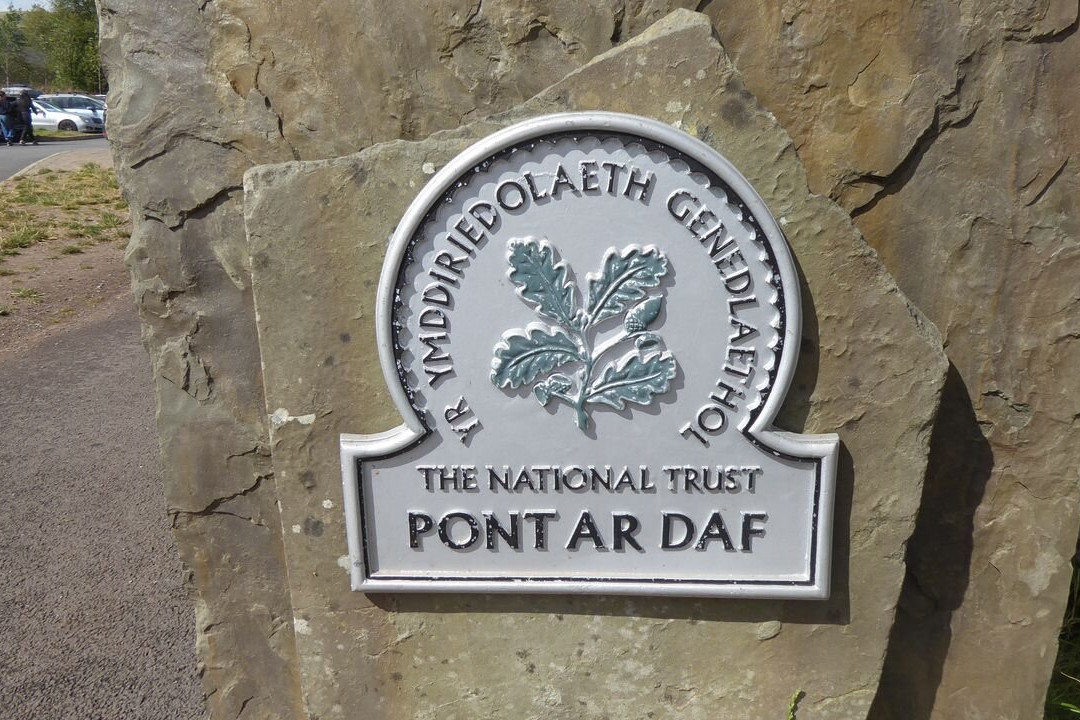 YR YMDDIRIEDOLAETH GENEDLAETHOL
THE NATIONAL TRUST
PONT AR DAF